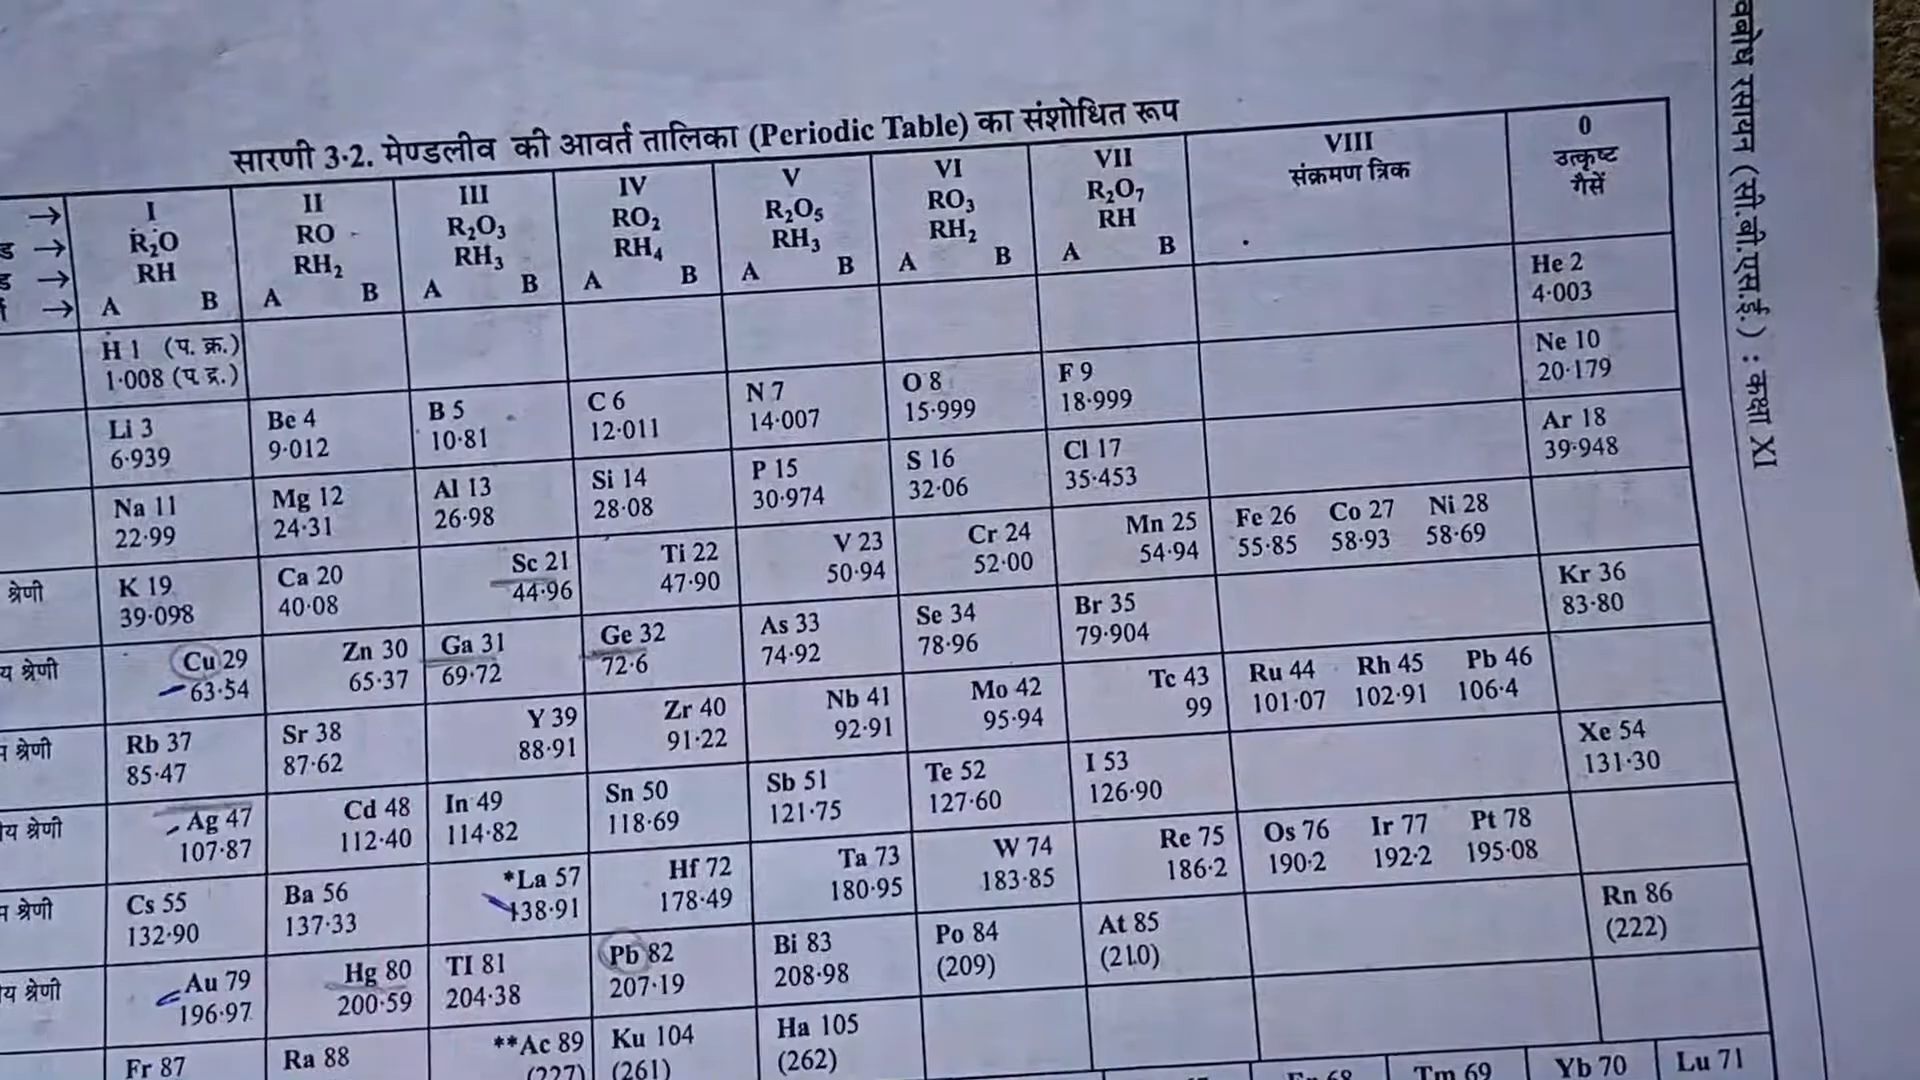 सारणी 3·2. मेण्डलीव की आवर्त तालिका (Periodic Table) का संशोधित रूप
→ I II III IV V VI VII VIII 0
ड → R₂O RO R₂O₃ RO₂ R₂O₅ RO₃ R₂O₇ संक्रमण त्रिक उत्कृष्ट
ड → RH RH₂ RH₃ RH₄ RH₃ RH₂ RH गैसें
→ A B A B A B A B A B A B A B
H 1 (प. क्र.) He 2
1·008 (प. द्र.) 4·003
Li 3 Be 4 B 5 C 6 N 7 O 8 F 9 Ne 10
6·939 9·012 10·81 12·011 14·007 15·999 18·999 20·179
Na 11 Mg 12 Al 13 Si 14 P 15 S 16 Cl 17 Ar 18
22·99 24·31 26·98 28·08 30·974 32·06 35·453 39·948
श्रेणी K 19 Ca 20 Sc 21 Ti 22 V 23 Cr 24 Mn 25 Fe 26 Co 27 Ni 28
39·098 40·08 44·96 47·90 50·94 52·00 54·94 55·85 58·93 58·69
य श्रेणी Cu 29 Zn 30 Ga 31 Ge 32 As 33 Se 34 Br 35 Kr 36
63·54 65·37 69·72 72·6 74·92 78·96 79·904 83·80
म श्रेणी Rb 37 Sr 38 Y 39 Zr 40 Nb 41 Mo 42 Tc 43 Ru 44 Rh 45 Pb 46
85·47 87·62 88·91 91·22 92·91 95·94 99 101·07 102·91 106·4
य श्रेणी Ag 47 Cd 48 In 49 Sn 50 Sb 51 Te 52 I 53 Xe 54
107·87 112·40 114·82 118·69 121·75 127·60 126·90 131·30
म श्रेणी Cs 55 Ba 56 *La 57 Hf 72 Ta 73 W 74 Re 75 Os 76 Ir 77 Pt 78
132·90 137·33 138·91 178·49 180·95 183·85 186·2 190·2 192·2 195·08
य श्रेणी Au 79 Hg 80 Tl 81 Pb 82 Bi 83 Po 84 At 85 Rn 86
196·97 200·59 204·38 207·19 208·98 (209) (210) (222)
Fr 87 Ra 88 **Ac 89 Ku 104 Ha 105
(227) (261) (262)
68 Tm 69 Yb 70 Lu 71
रसायन (सी.बी.एस.ई.) : कक्षा XI